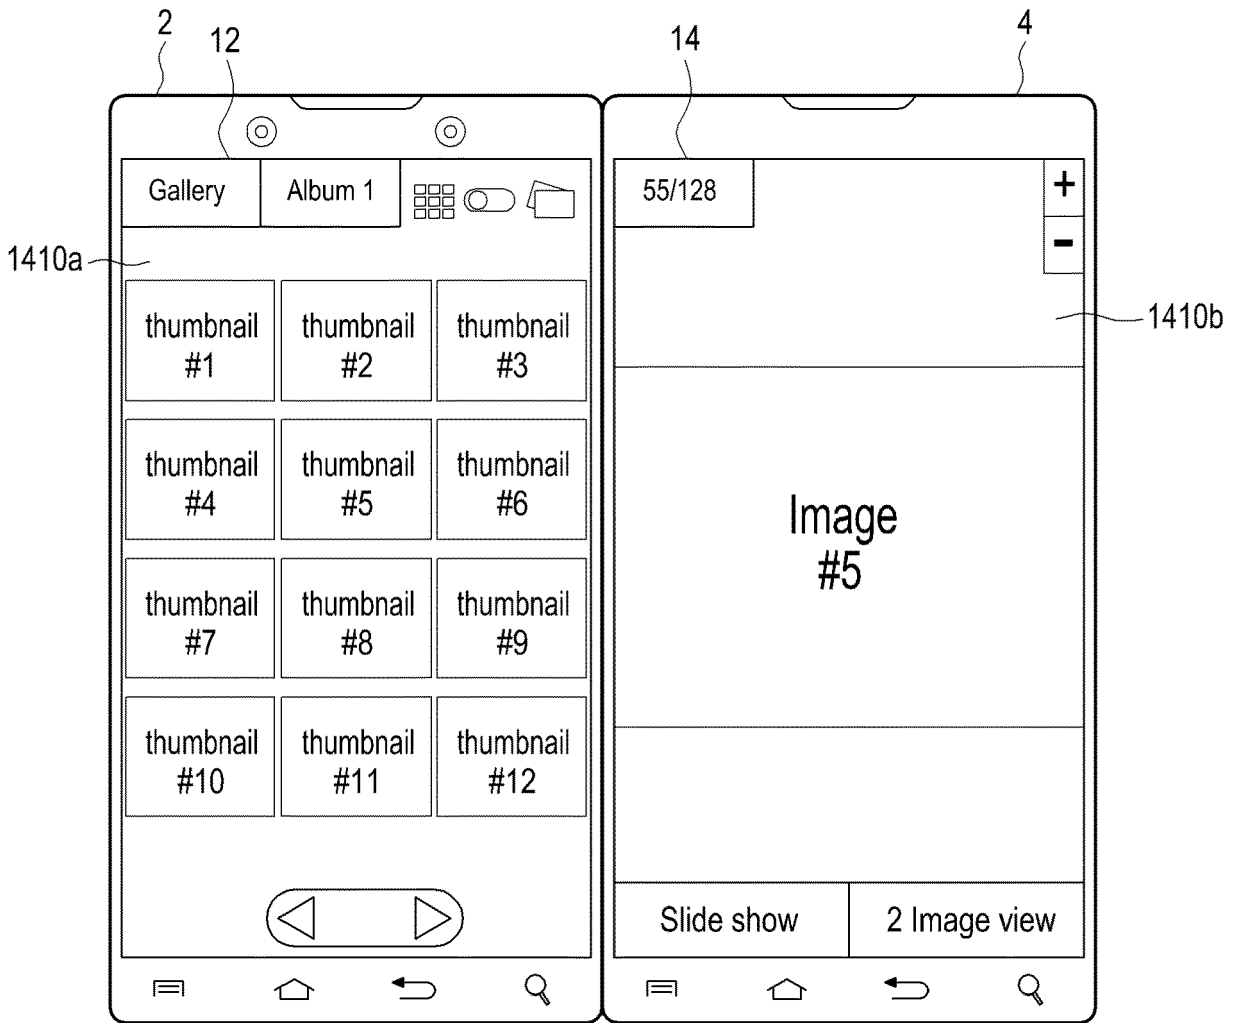 2
12
14
4
Gallery
Album 1
55/128
+
-
1410a
1410b
thumbnail
#1
thumbnail
#2
thumbnail
#3
thumbnail
#4
thumbnail
#5
thumbnail
#6
Image
#5
thumbnail
#7
thumbnail
#8
thumbnail
#9
thumbnail
#10
thumbnail
#11
thumbnail
#12
Slide show
2 Image view